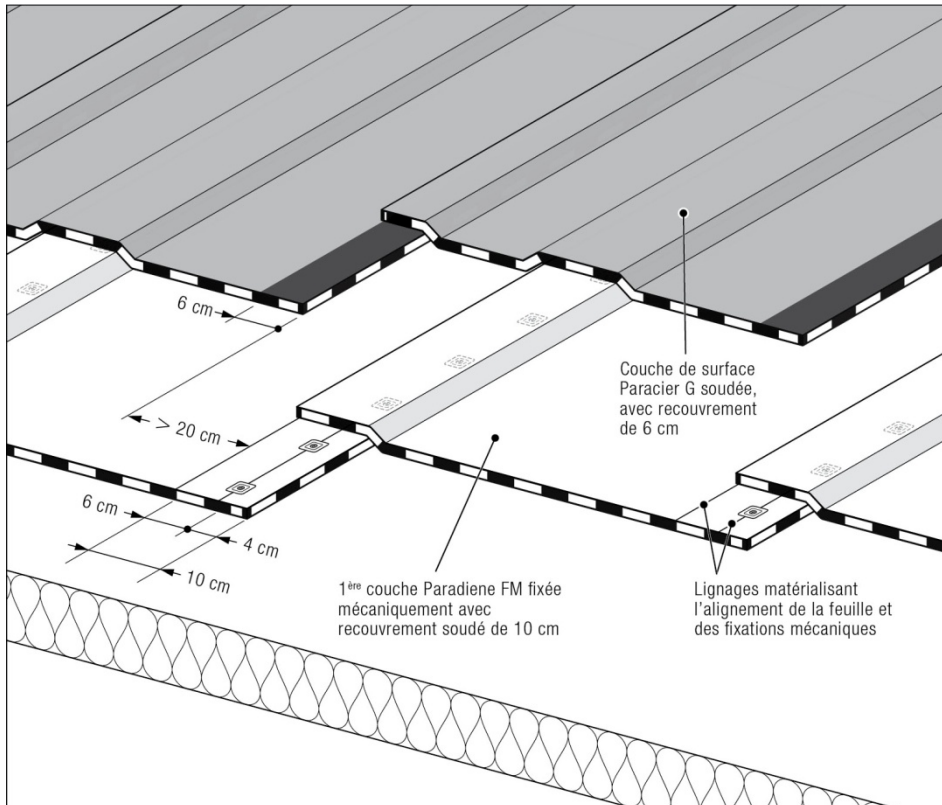 6 cm
> 20 cm
6 cm
4 cm
10 cm
Couche de surface
Paracier G soudée,
avec recouvrement
de 6 cm
1ère couche Paradiene FM fixée
mécaniquement avec
recouvrement soudé de 10 cm
Lignages matérialisant
l'alignement de la feuille et
des fixations mécaniques